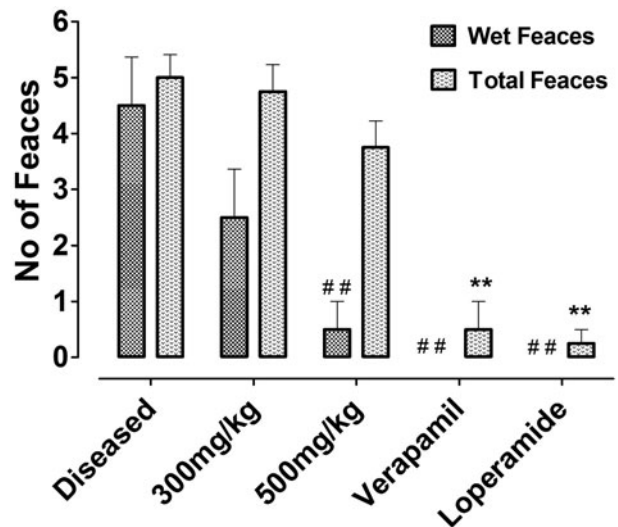 No of Feaces
6
5
4
3
2
1
0
Wet Feaces
Total Feaces
##
##
**
##
**
Diseased
300mg/kg
500mg/kg
Verapamil
Loperamide